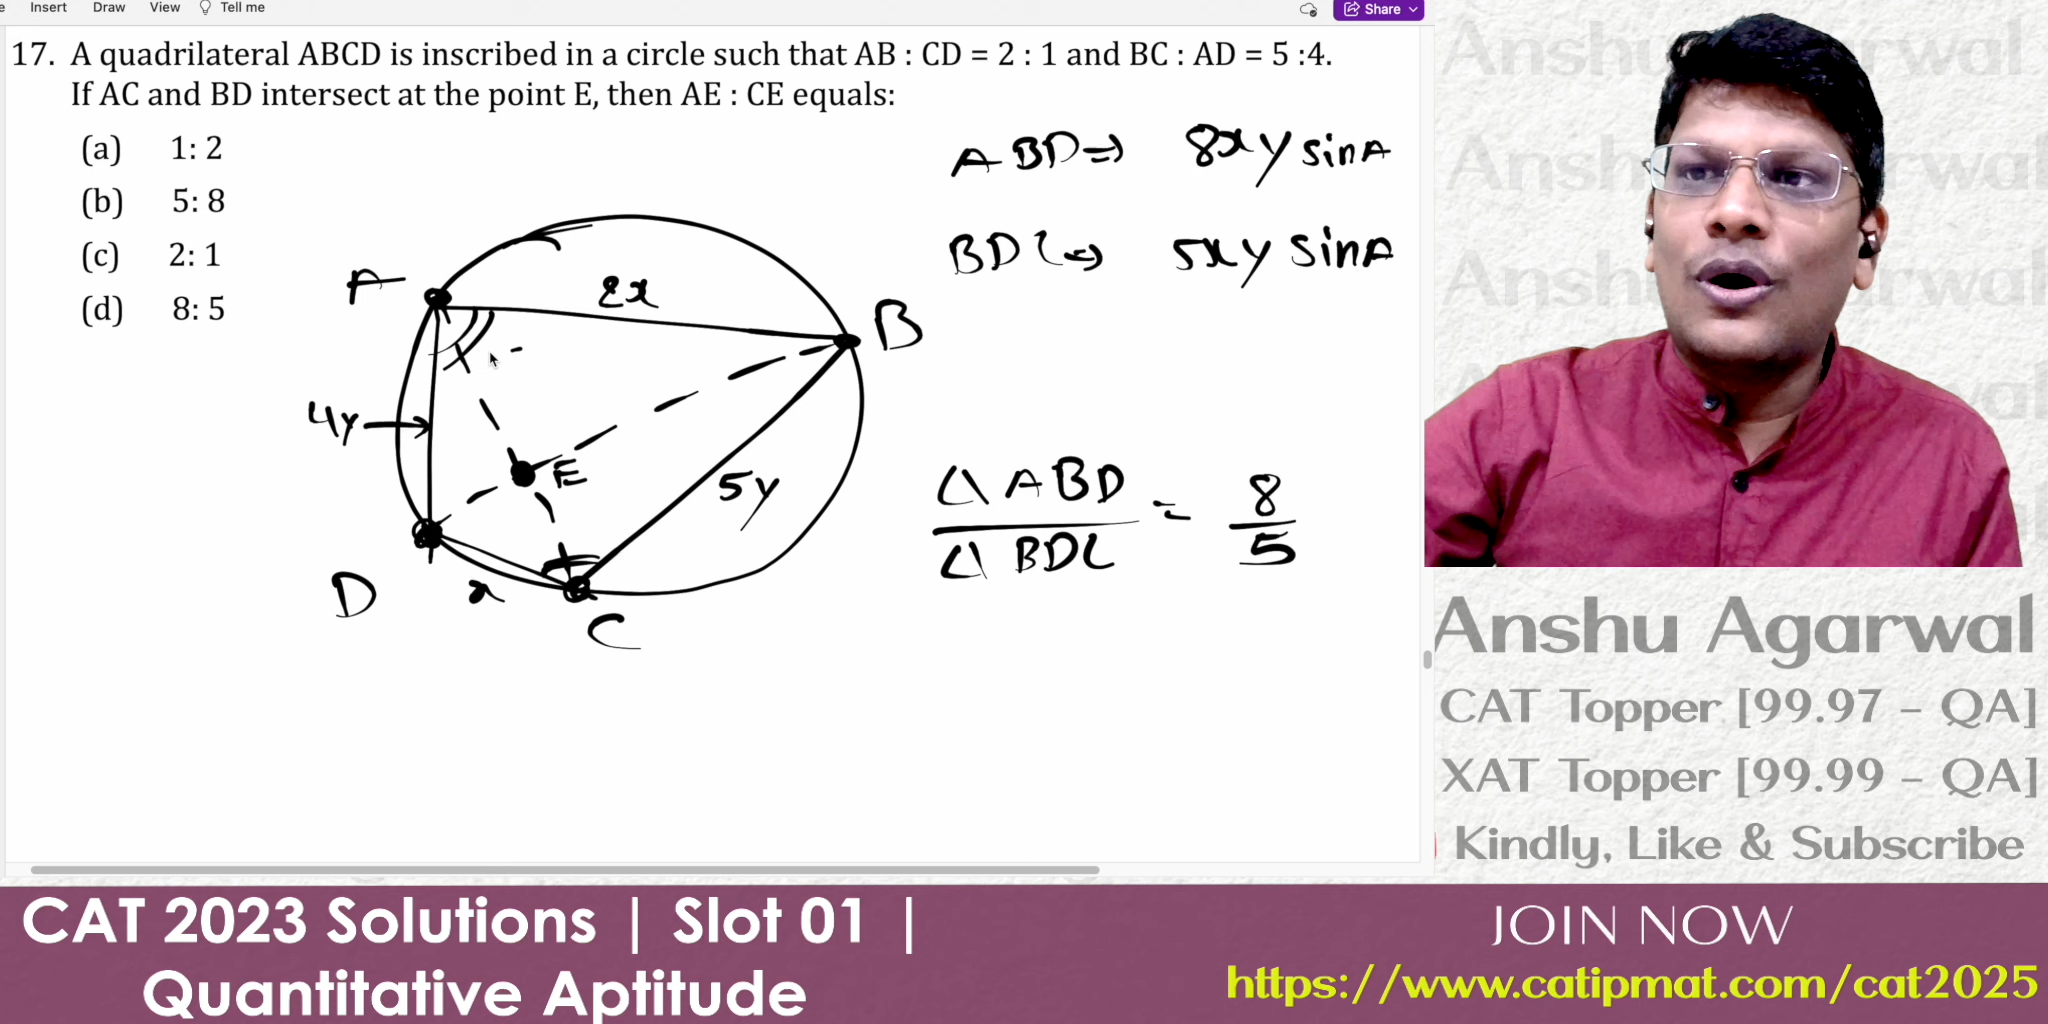 Insert Draw View Tell me
Share
17. A quadrilateral ABCD is inscribed in a circle such that AB : CD = 2 : 1 and BC : AD = 5 :4.
If AC and BD intersect at the point E, then AE : CE equals:
(a) 1: 2
(b) 5: 8
(c) 2: 1
(d) 8: 5
ABD ⇒ 8xy sinA
BDC ⇒ 5xy sinA
A
2x
B
4y
E
5y
D
x
C
△ ABD / △ BDC = 8/5
Anshu Agarwal
CAT Topper [99.97 – QA]
XAT Topper [99.99 – QA]
Kindly, Like & Subscribe
CAT 2023 Solutions | Slot 01 |
Quantitative Aptitude
JOIN NOW
https://www.catipmat.com/cat2025